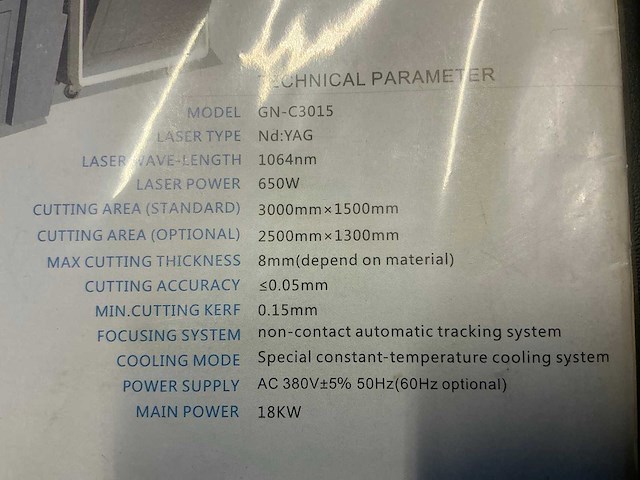 TECHNICAL PARAMETER
MODEL GN-C3015
LASER TYPE Nd:YAG
LASER WAVE-LENGTH 1064nm
LASER POWER 650W
CUTTING AREA (STANDARD) 3000mm×1500mm
CUTTING AREA (OPTIONAL) 2500mm×1300mm
MAX CUTTING THICKNESS 8mm(depend on material)
CUTTING ACCURACY ≤0.05mm
MIN.CUTTING KERF 0.15mm
FOCUSING SYSTEM non-contact automatic tracking system
COOLING MODE Special constant-temperature cooling system
POWER SUPPLY AC 380V±5% 50Hz(60Hz optional)
MAIN POWER 18KW